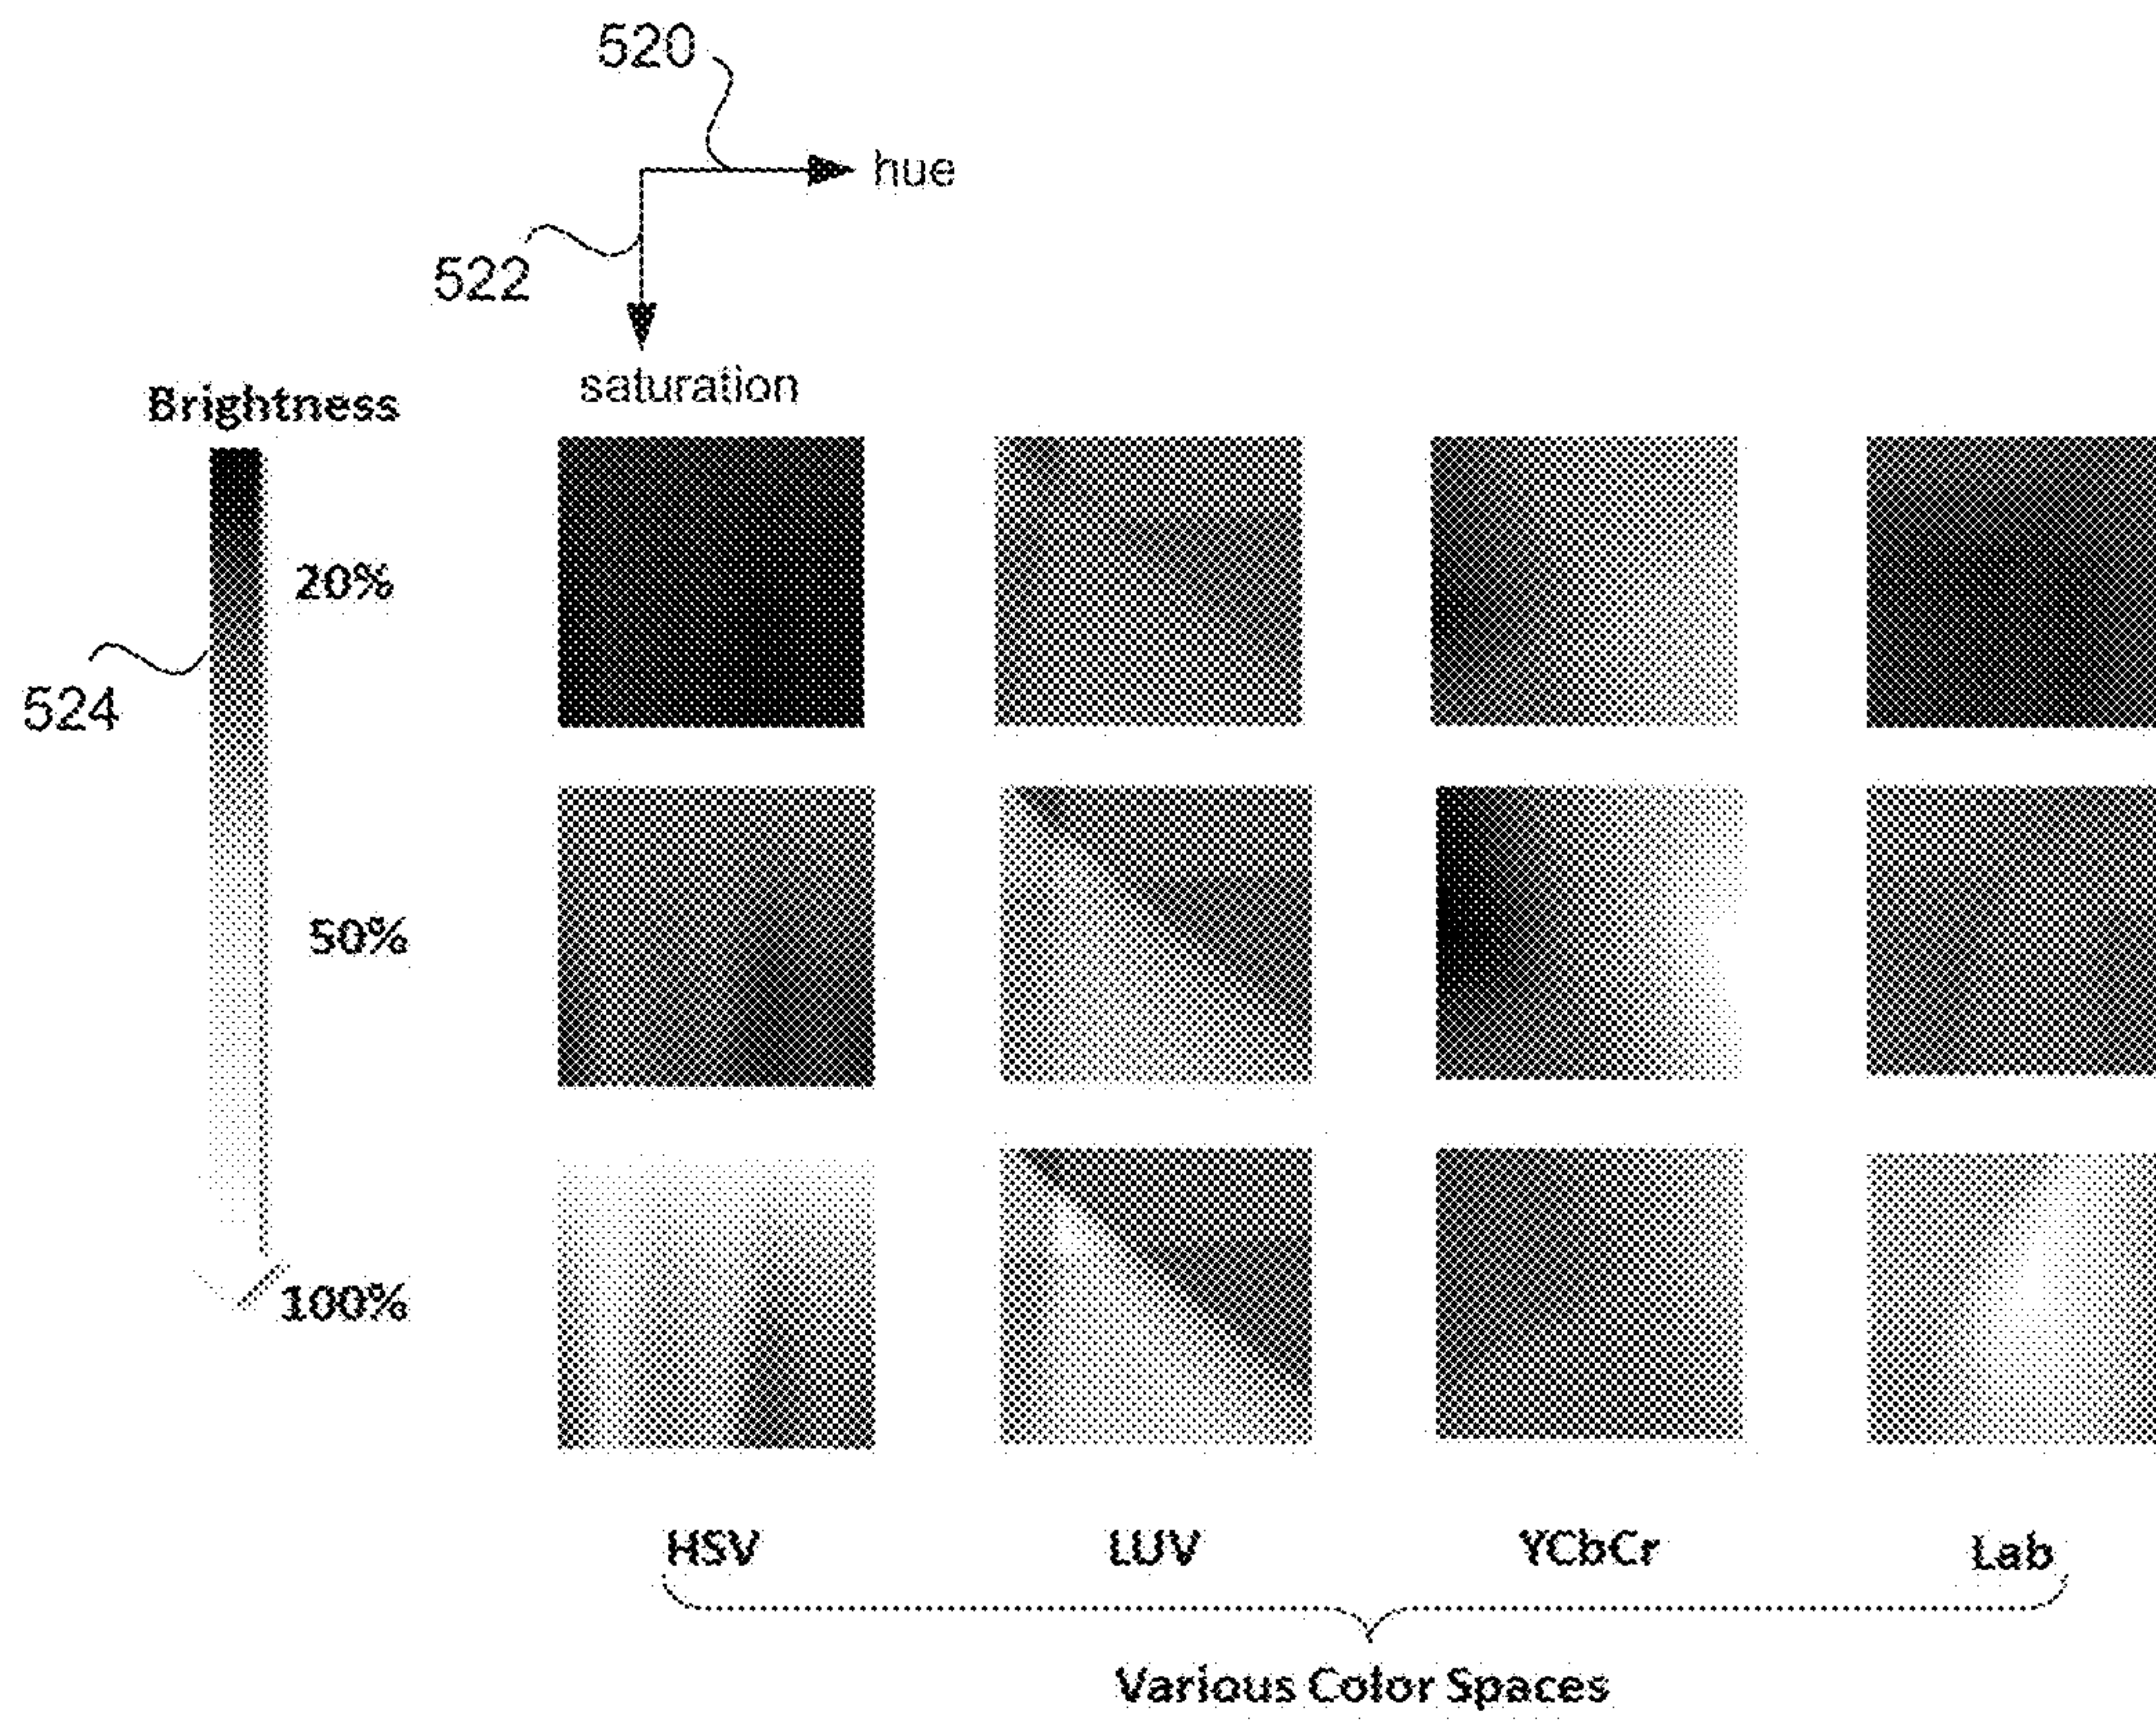 520
hue
522
saturation
Brightness
20%
524
50%
100%
HSV LUV YCbCr Lab
Various Color Spaces